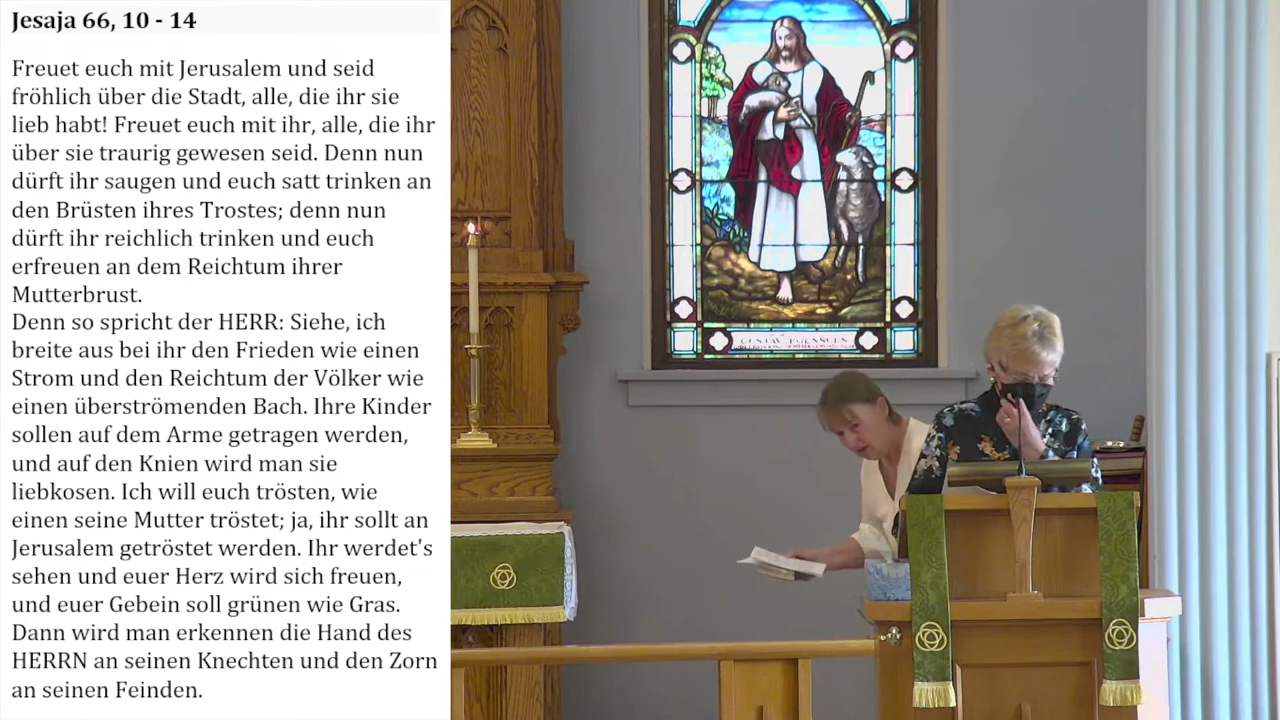 Jesaja 66, 10 - 14
Freuet euch mit Jerusalem und seid
fröhlich über die Stadt, alle, die ihr sie
lieb habt! Freuet euch mit ihr, alle, die ihr
über sie traurig gewesen seid. Denn nun
dürft ihr saugen und euch satt trinken an
den Brüsten ihres Trostes; denn nun
dürft ihr reichlich trinken und euch
erfreuen an dem Reichtum ihrer
Mutterbrust.
Denn so spricht der HERR: Siehe, ich
breite aus bei ihr den Frieden wie einen
Strom und den Reichtum der Völker wie
einen überströmenden Bach. Ihre Kinder
sollen auf dem Arme getragen werden,
und auf den Knien wird man sie
liebkosen. Ich will euch trösten, wie
einen seine Mutter tröstet; ja, ihr sollt an
Jerusalem getröstet werden. Ihr werdet's
sehen und euer Herz wird sich freuen,
und euer Gebein soll grünen wie Gras.
Dann wird man erkennen die Hand des
HERRN an seinen Knechten und den Zorn
an seinen Feinden.